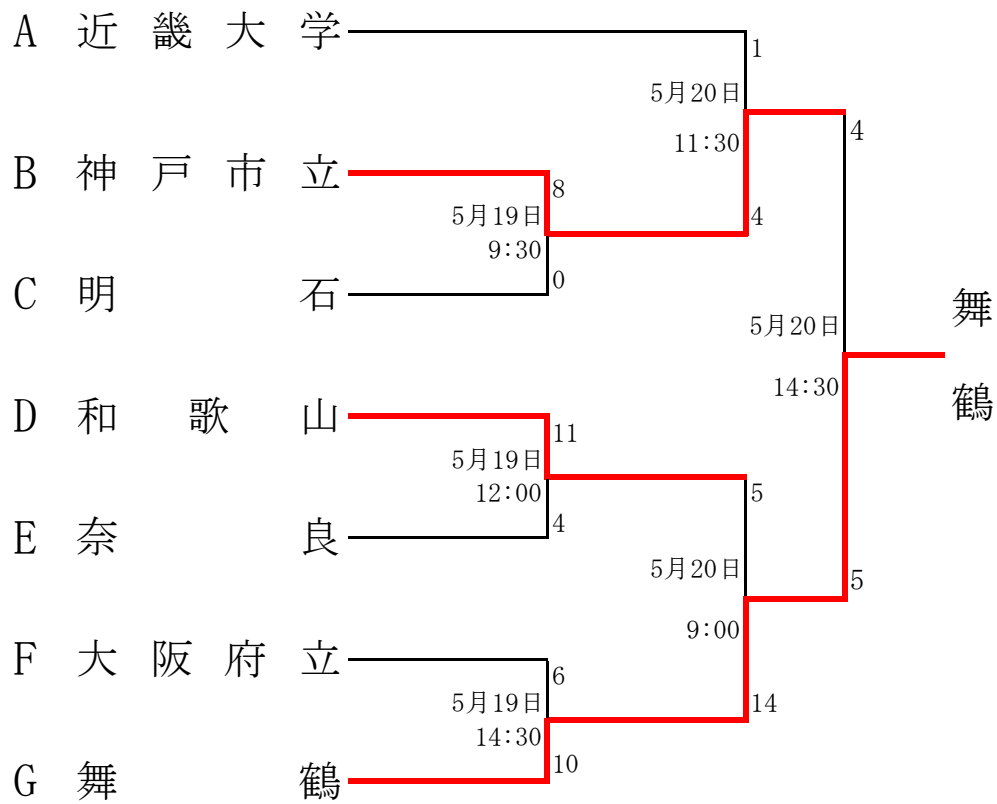 A 近畿大学
1
5月20日
11:30
4
B 神戸市立
8
5月19日
9:30
4
C 明石
0
舞鶴
5月20日
14:30
D 和歌山
11
5月19日
12:00
5
E 奈良
4
5月20日
9:00
5
F 大阪府立
6
5月19日
14:30
14
G 舞鶴
10